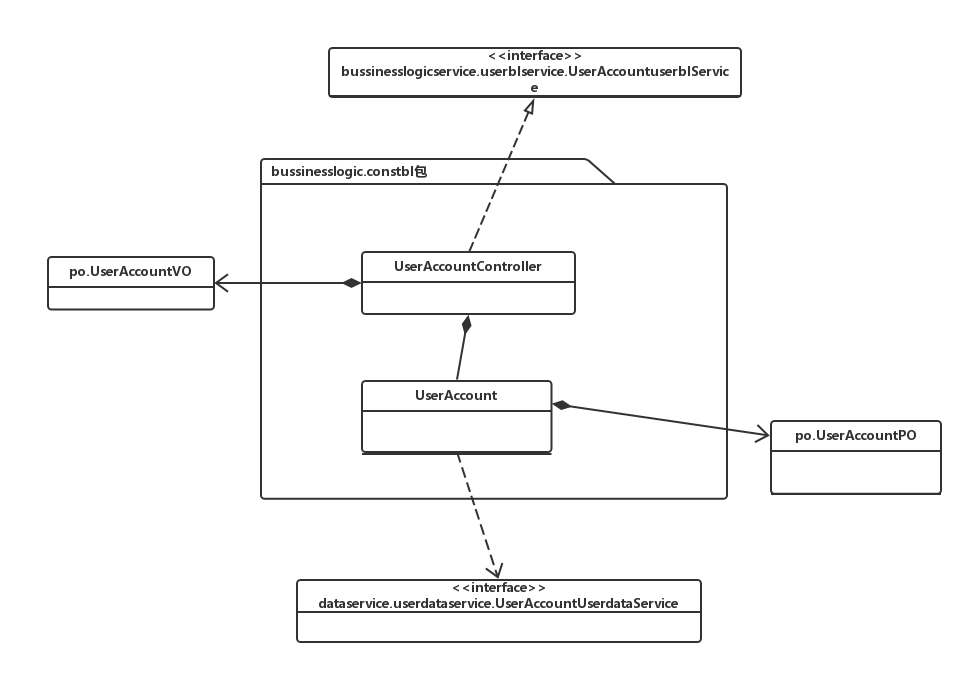 <<interface>>
bussinesslogicservice.userblservice.UserAccountuserblServic
e
bussinesslogic.constbl包
po.UserAccountVO
UserAccountController
UserAccount
po.UserAccountPO
<<interface>>
dataservice.userdataservice.UserAccountUserdataService